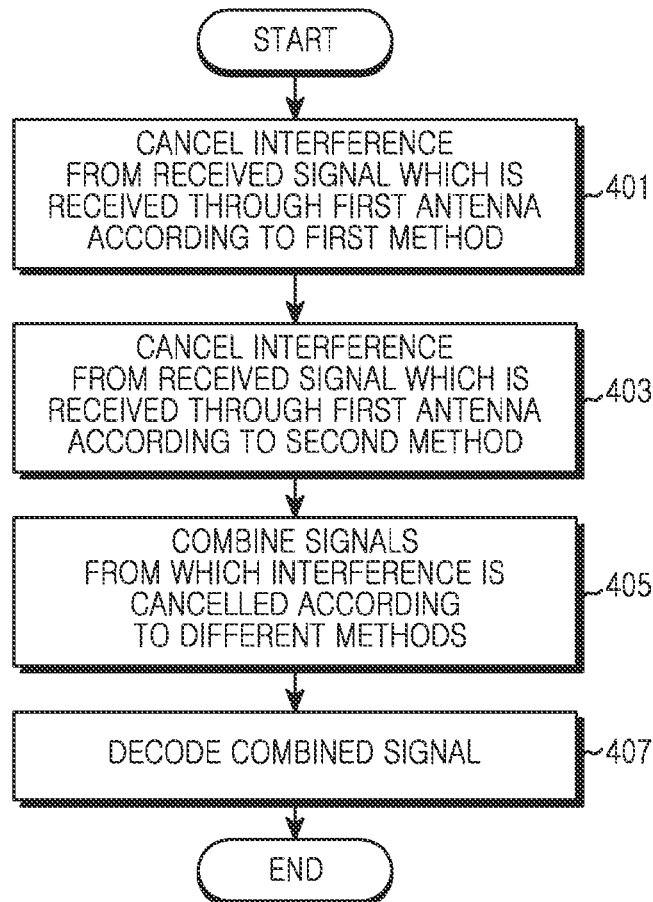 START
CANCEL INTERFERENCE
FROM RECEIVED SIGNAL WHICH IS
RECEIVED THROUGH FIRST ANTENNA
ACCORDING TO FIRST METHOD
401
CANCEL INTERFERENCE
FROM RECEIVED SIGNAL WHICH IS
RECEIVED THROUGH FIRST ANTENNA
ACCORDING TO SECOND METHOD
403
COMBINE SIGNALS
FROM WHICH INTERFERENCE IS
CANCELLED ACCORDING
TO DIFFERENT METHODS
405
DECODE COMBINED SIGNAL
407
END